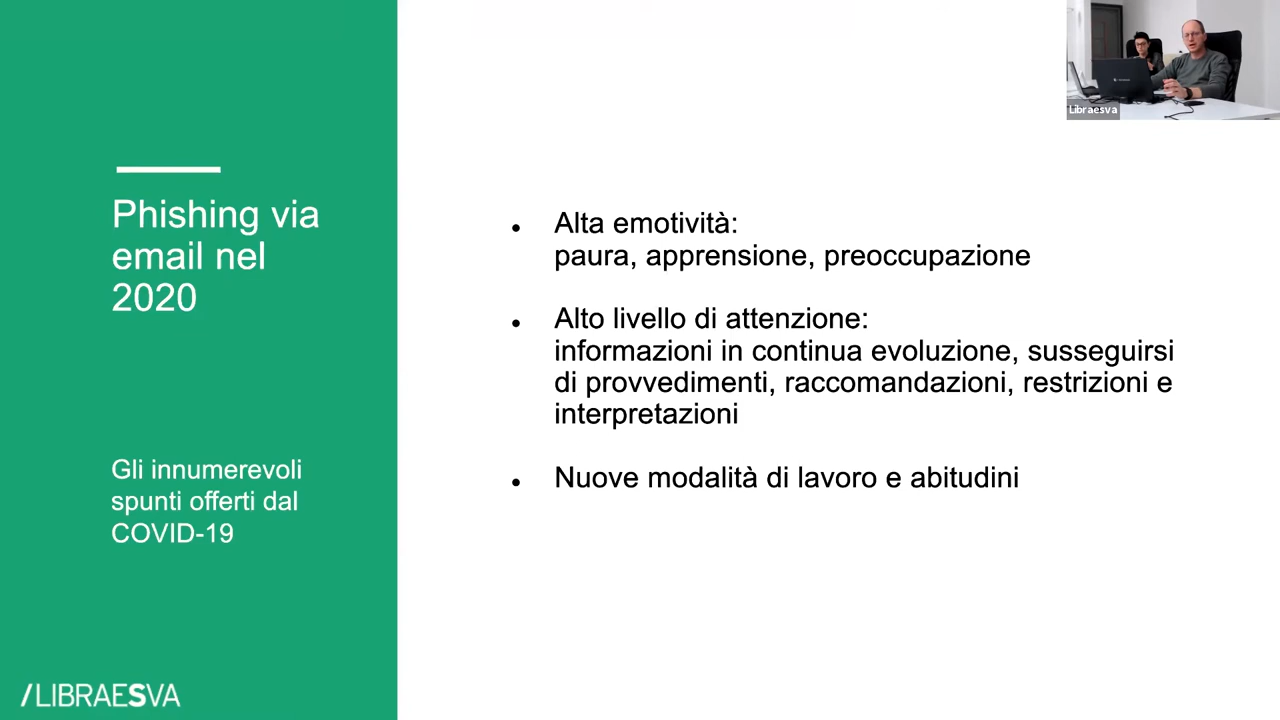 Phishing via
email nel
2020
Gli innumerevoli
spunti offerti dal
COVID-19
/LIBRAESVA
• Alta emotività:
paura, apprensione, preoccupazione
• Alto livello di attenzione:
informazioni in continua evoluzione, susseguirsi
di provvedimenti, raccomandazioni, restrizioni e
interpretazioni
• Nuove modalità di lavoro e abitudini
Libraesva